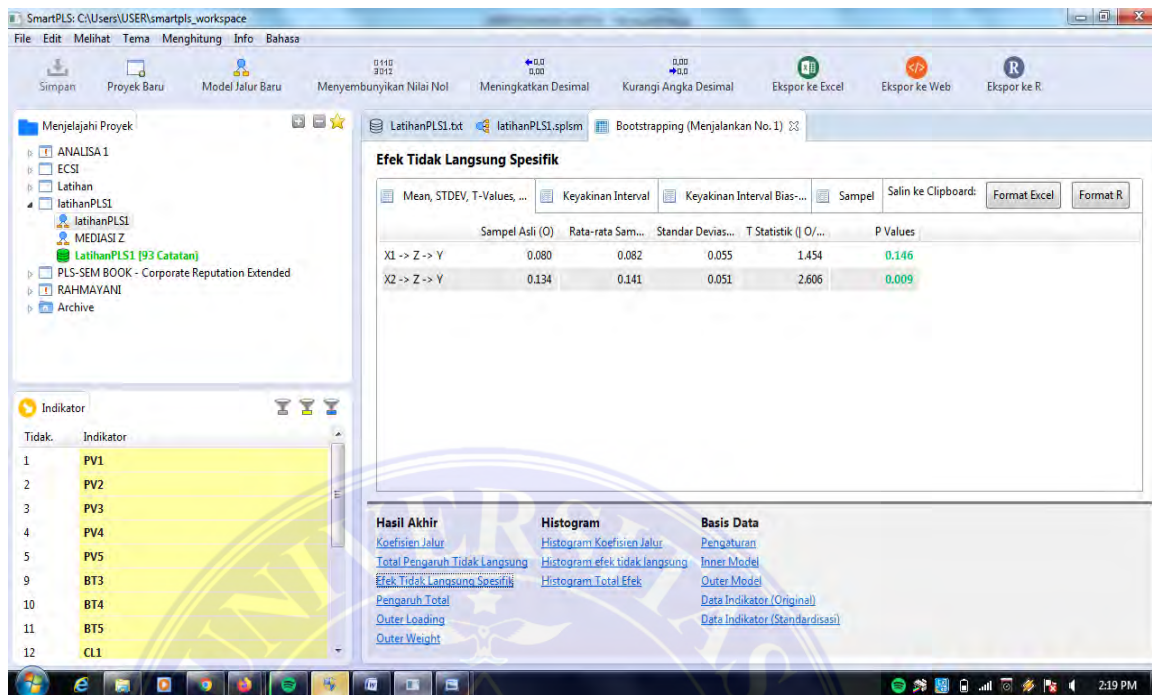 SmartPLS: C:\Users\USER\smartpls_workspace
File Edit Melihat Tema Menghitung Info Bahasa
Simpan Proyek Baru Model Jalur Baru Menyembunyikan Nilai Nol Meningkatkan Desimal Kurangi Angka Desimal Ekspor ke Excel Ekspor ke Web Ekspor ke R
Menjelajahi Proyek
ANALISA 1
ECSI
Latihan
latihanPLS1
latihanPLS1
MEDIASI Z
LatihanPLS1 [93 Catatan]
PLS-SEM BOOK - Corporate Reputation Extended
RAHMAYANI
Archive
Indikator
Tidak. Indikator
1 PV1
2 PV2
3 PV3
4 PV4
5 PV5
9 BT3
10 BT4
11 BT5
12 CL1
LatihanPLS1.txt latihanPLS1.splsm Bootstrapping (Menjalankan No. 1)
Efek Tidak Langsung Spesifik
Mean, STDEV, T-Values, ... Keyakinan Interval Keyakinan Interval Bias-... Sampel Salin ke Clipboard: Format Excel Format R
Sampel Asli (O) Rata-rata Sam... Standar Devias... T Statistik (| O/... P Values
X1 -> Z -> Y 0.080 0.082 0.055 1.454 0.146
X2 -> Z -> Y 0.134 0.141 0.051 2.606 0.009
Hasil Akhir
Koefisien Jalur
Total Pengaruh Tidak Langsung
Efek Tidak Langsung Spesifik
Pengaruh Total
Outer Loading
Outer Weight
Histogram
Histogram Koefisien Jalur
Histogram efek tidak langsung
Histogram Total Efek
Basis Data
Pengaturan
Inner Model
Outer Model
Data Indikator (Original)
Data Indikator (Standardisasi)
2:19 PM